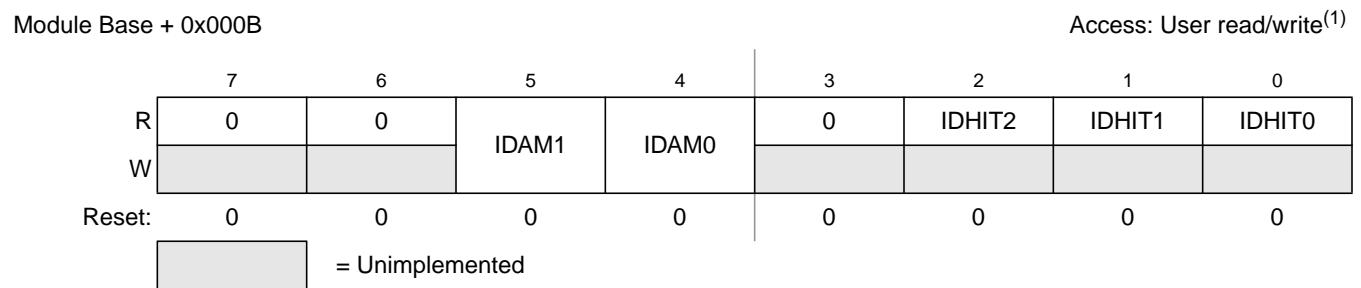 Module Base + 0x000B Access: User read/write(1)
7 6 5 4 3 2 1 0
R 0 0 IDAM1 IDAM0 0 IDHIT2 IDHIT1 IDHIT0
W
Reset: 0 0 0 0 0 0 0 0
= Unimplemented